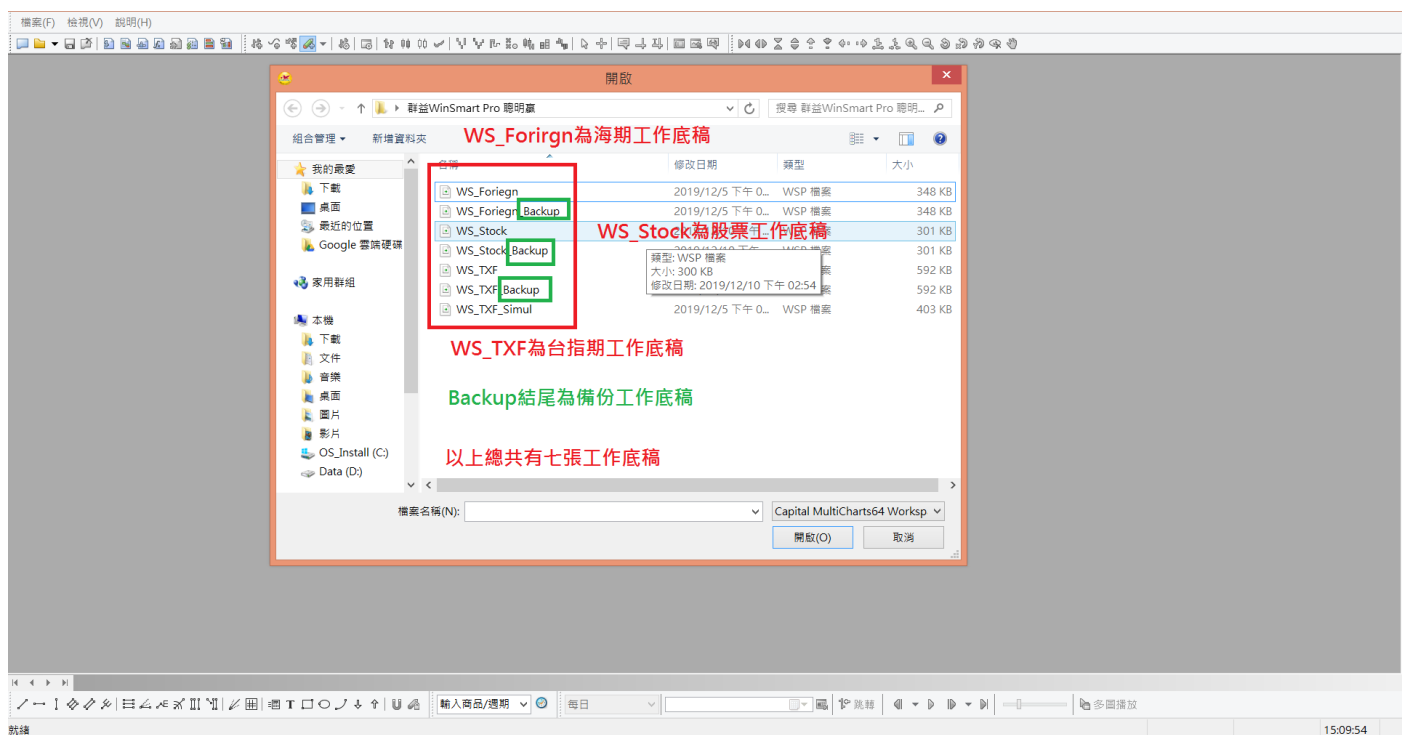 檔案(F) 檢視(V) 說明(H)
開啟
群益WinSmart Pro 聰明贏
搜尋 群益WinSmart Pro 聰明...
組合管理 新增資料夾
WS_Forirgn為海期工作底稿
名稱 修改日期 類型 大小
我的最愛
下載
桌面
最近的位置
Google 雲端硬碟
家用群組
本機
下載
文件
音樂
桌面
圖片
影片
OS_Install (C:)
Data (D:)
WS_Foriegn 2019/12/5 下午 0... WSP 檔案 348 KB
WS_Foriegn_Backup 2019/12/5 下午 0... WSP 檔案 348 KB
WS_Stock 301 KB
WS_Stock為股票工作底稿
WS_Stock_Backup 2019/12/10 下午... WSP 檔案 301 KB
WS_TXF 592 KB
WS_TXF_Backup 592 KB
WS_TXF_Simul 2019/12/5 下午 0... WSP 檔案 403 KB
類型: WSP 檔案
大小: 300 KB
修改日期: 2019/12/10 下午 02:54
WS_TXF為台指期工作底稿
Backup結尾為備份工作底稿
以上總共有七張工作底稿
檔案名稱(N):
Capital MultiCharts64 Worksp
開啟(O) 取消
輸入商品/週期 每日 跳轉 多圖播放
就緒 15:09:54